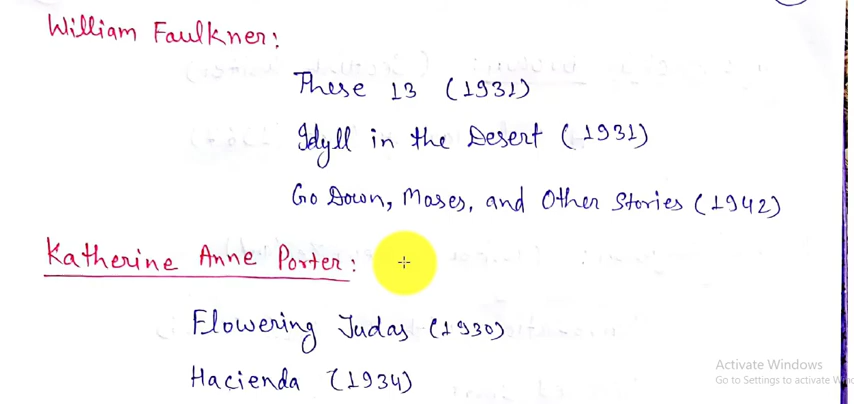 William Faulkner:
These 13 (1931)
Idyll in the Desert (1931)
Go Down, Moses, and Other Stories (1942)
Katherine Anne Porter:
Flowering Judas (1930)
Hacienda (1934)
Activate Windows
Go to Settings to activate Win